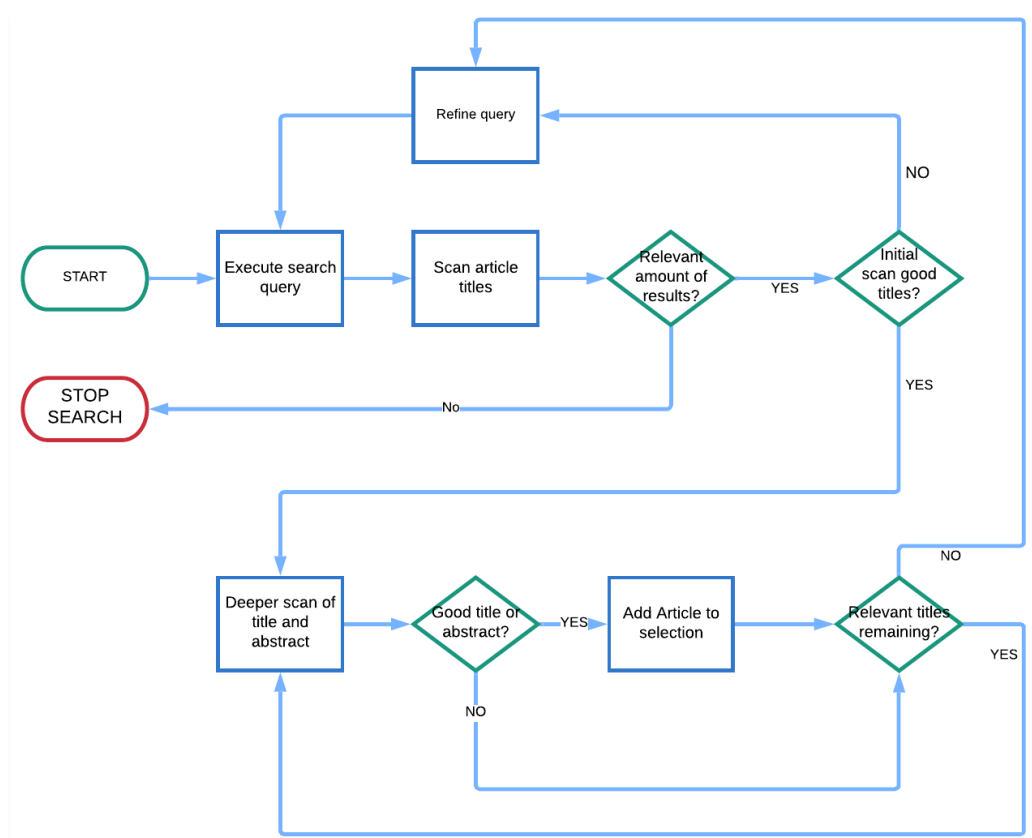 Refine query
NO
START
Execute search
query
Scan article
titles
Relevant
amount of
results?
YES
Initial
scan good
titles?
STOP
SEARCH
No
YES
NO
Deeper scan of
title and
abstract
Good title or
abstract?
YES
Add Article to
selection
Relevant titles
remaining?
YES
NO